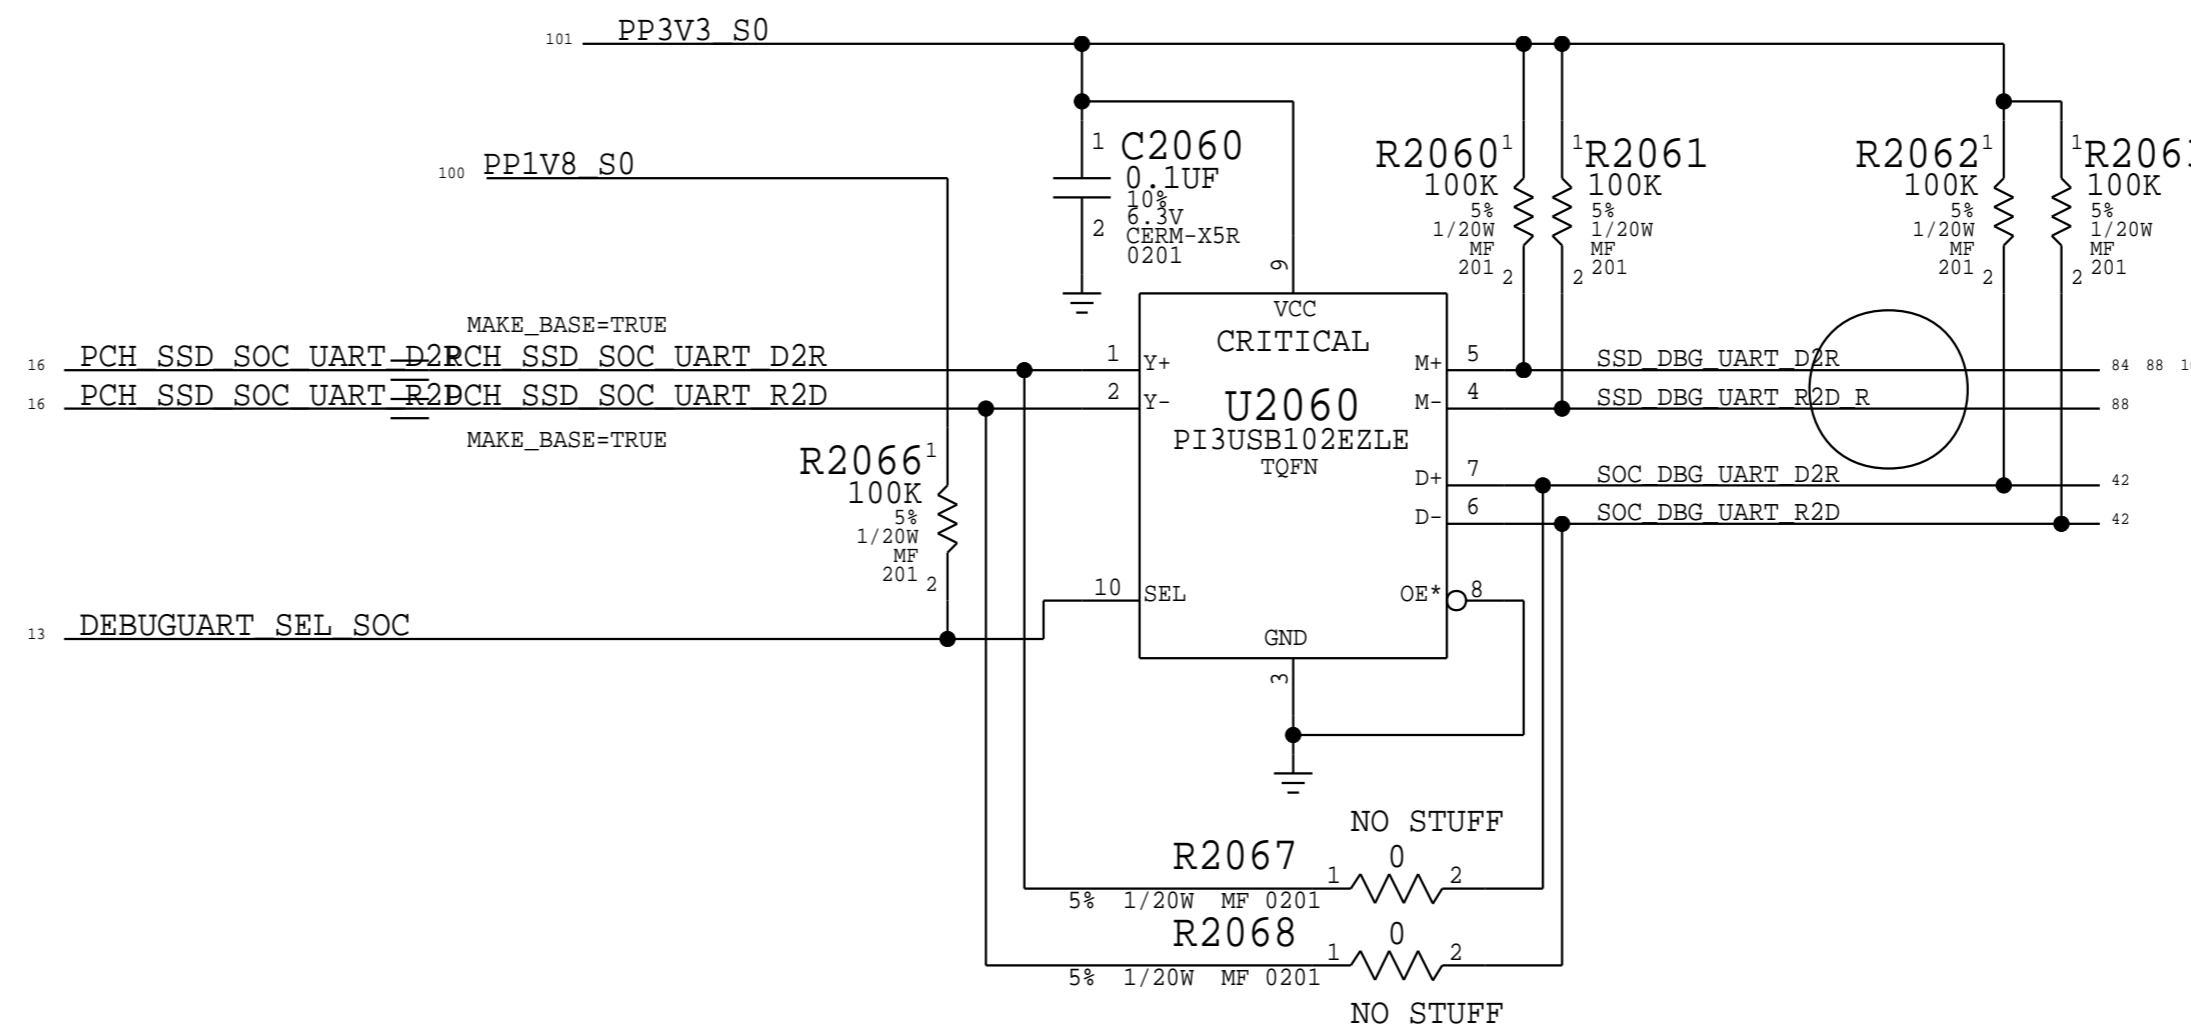 101 PP3V3_S0
100 PP1V8_S0
1 C2060
0.1UF
10%
6.3V
2 CERM-X5R
0201
9
R2060 1
100K
5%
1/20W
MF
201 2
1 R2061
100K
5%
1/20W
MF
2 201
R2062 1
100K
5%
1/20W
MF
201 2
1 R2063
100K
5%
1/20W
MF
2 201
MAKE_BASE=TRUE
16 PCH_SSD_SOC_UART_D2R PCH_SSD_SOC_UART_D2R 1
16 PCH_SSD_SOC_UART_R2D PCH_SSD_SOC_UART_R2D 2
MAKE_BASE=TRUE
VCC
CRITICAL
Y+ M+
Y- M-
U2060
PI3USB102EZLE
TQFN
D+
D-
SEL OE*
GND
5 SSD_DBG_UART_D2R 84 88
4 SSD_DBG_UART_R2D_R 88
7 SOC_DBG_UART_D2R 42
6 SOC_DBG_UART_R2D 42
R2066 1
100K
5%
1/20W
MF
201 2
10
8
13 DEBUGUART_SEL_SOC
3
NO STUFF
R2067 1 0 2
5% 1/20W MF 0201
R2068 1 0 2
5% 1/20W MF 0201
NO STUFF